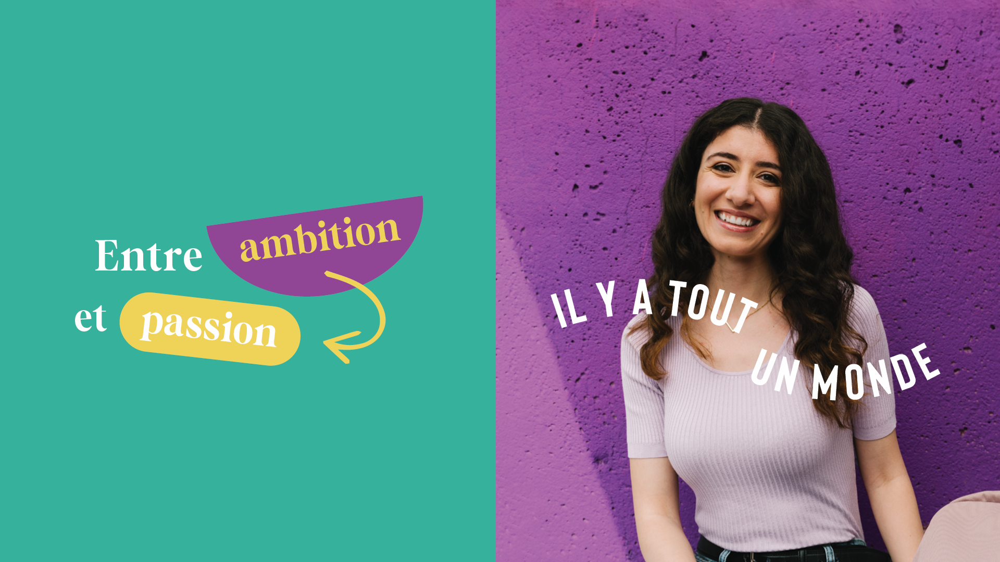 Entre ambition
et passion
IL Y A TOUT
UN MONDE